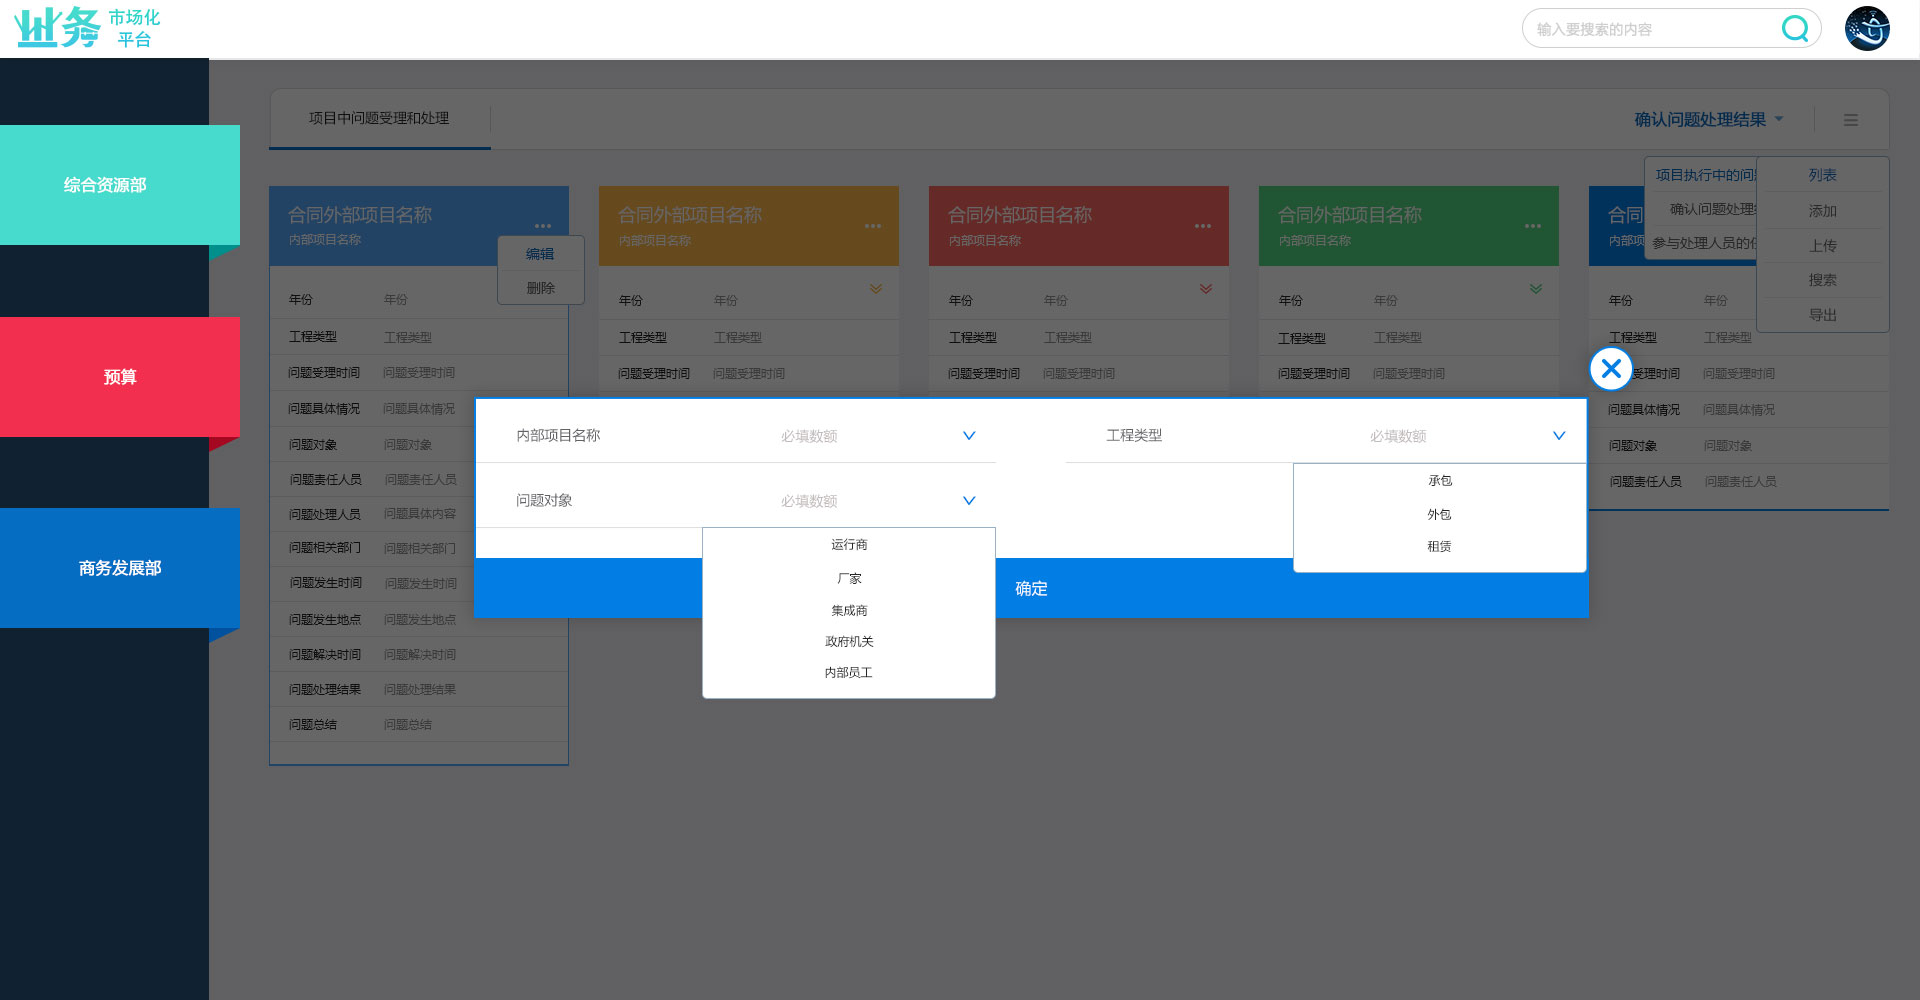 业务 市场化
平台
输入要搜索的内容
综合资源部
预算
商务发展部
项目中问题受理和处理
确认问题处理结果
项目执行中的问
确认问题处理
参与处理人员的
列表
添加
上传
搜索
导出
合同外部项目名称
内部项目名称
编辑
删除
年份 年份
工程类型 工程类型
问题受理时间 问题受理时间
问题具体情况 问题具体情况
问题对象 问题对象
问题责任人员 问题责任人员
问题处理人员 问题具体内容
问题相关部门 问题相关部门
问题发生时间 问题发生时间
问题发生地点 问题发生地点
问题解决时间 问题解决时间
问题处理结果 问题处理结果
问题总结 问题总结
合同外部项目名称
内部项目名称
年份 年份
工程类型 工程类型
问题受理时间 问题受理时间
合同外部项目名称
内部项目名称
年份 年份
工程类型 工程类型
问题受理时间 问题受理时间
合同外部项目名称
内部项目名称
年份 年份
工程类型 工程类型
问题受理时间 问题受理时间
合同
内部项
年份 年份
工程类型 工程类型
受理时间 问题受理时间
问题具体情况 问题具体情况
问题对象 问题对象
问题责任人员 问题责任人员
内部项目名称 必填数额
工程类型 必填数额
问题对象 必填数额
承包
外包
租赁
运行商
厂家
集成商
政府机关
内部员工
确定